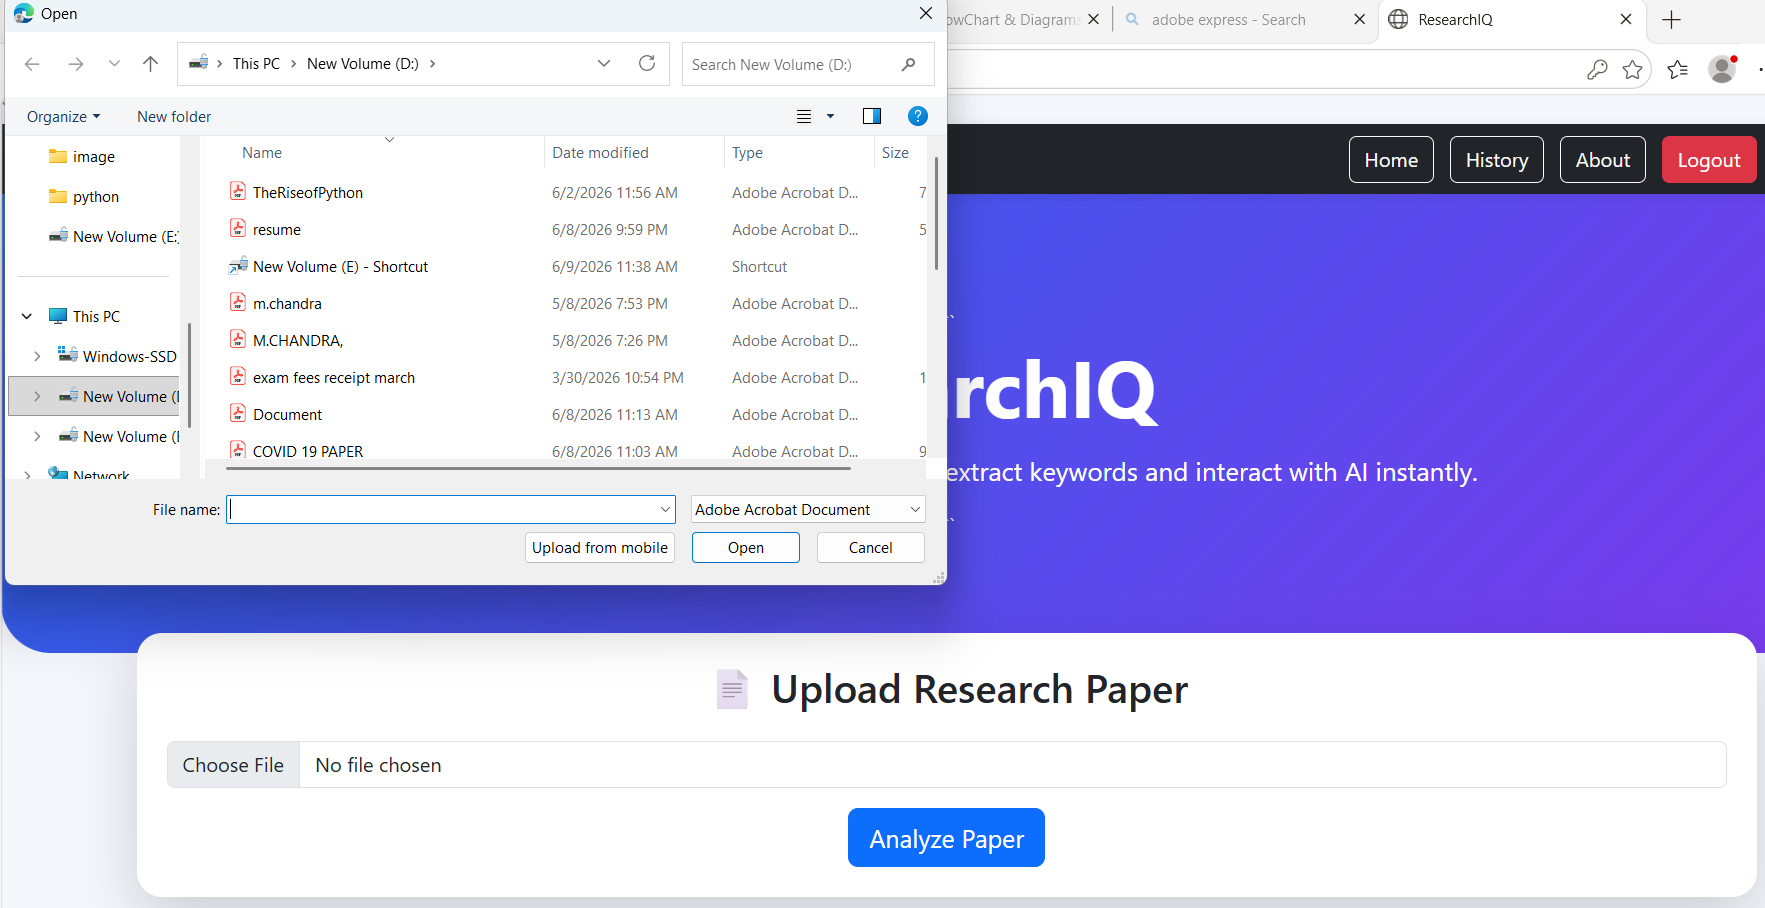 Open
owChart & Diagrams
adobe express - Search
ResearchIQ
This PC
New Volume (D:)
Search New Volume (D:)
Organize
New folder
Home
History
About
Logout
image
python
New Volume (E:
This PC
Windows-SSD
New Volume (
New Volume (
Network
Name
Date modified
Type
Size
TheRiseofPython
6/2/2026 11:56 AM
Adobe Acrobat D...
7
resume
6/8/2026 9:59 PM
Adobe Acrobat D...
5
New Volume (E) - Shortcut
6/9/2026 11:38 AM
Shortcut
m.chandra
5/8/2026 7:53 PM
Adobe Acrobat D...
M.CHANDRA,
5/8/2026 7:26 PM
Adobe Acrobat D...
exam fees receipt march
3/30/2026 10:54 PM
Adobe Acrobat D...
1
Document
6/8/2026 11:13 AM
Adobe Acrobat D...
COVID 19 PAPER
6/8/2026 11:03 AM
Adobe Acrobat D...
9
File name:
Adobe Acrobat Document
Upload from mobile
Open
Cancel
rchIQ
extract keywords and interact with AI instantly.
Upload Research Paper
Choose File
No file chosen
Analyze Paper